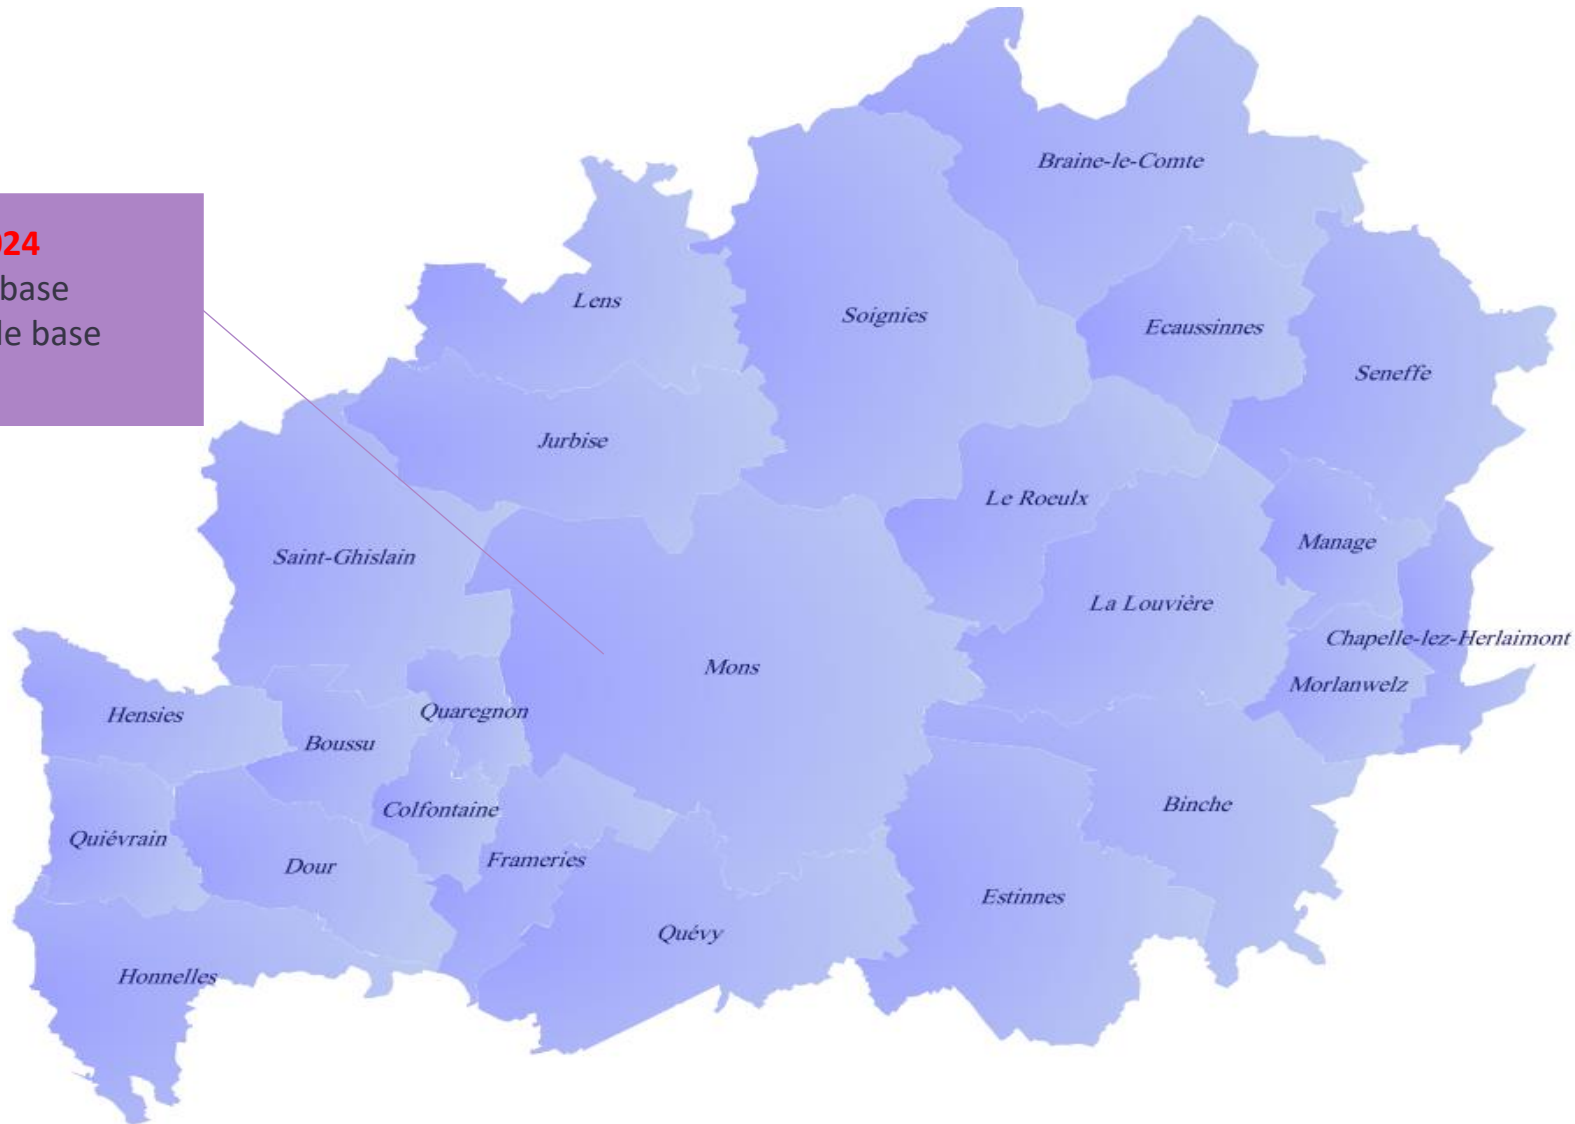 024
base
de base
Braine-le-Comte
Lens
Soignies
Ecaussinnes
Seneffe
Jurbise
Le Roeulx
Manage
Saint-Ghislain
La Louvière
Chapelle-lez-Herlaimont
Mons
Morlanwelz
Hensies
Quaregnon
Boussu
Colfontaine
Binche
Quiévrain
Frameries
Dour
Estinnes
Quévy
Honnelles